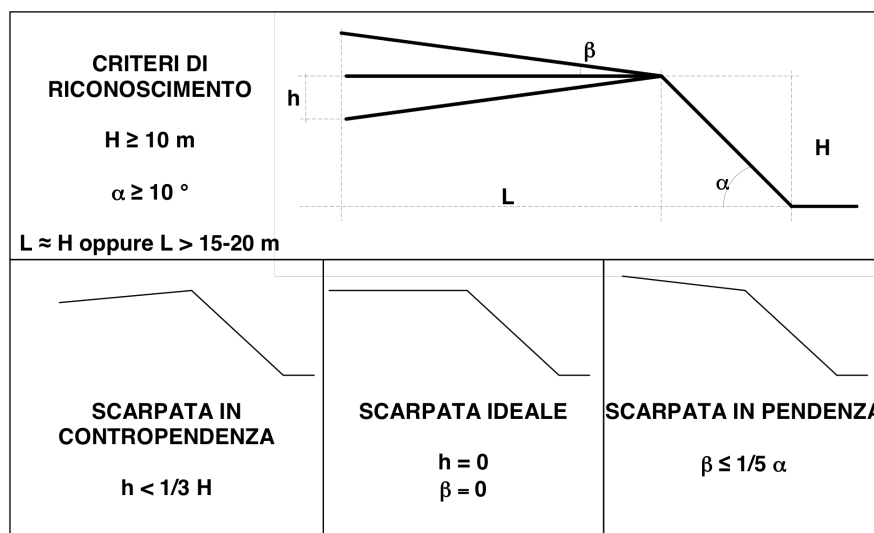 CRITERI DI
RICONOSCIMENTO
H ≥ 10 m
α ≥ 10 °
L ≈ H oppure L > 15-20 m
β
h
H
α
L
SCARPATA IN
CONTROPENDENZA
h < 1/3 H
SCARPATA IDEALE
h = 0
β = 0
SCARPATA IN PENDENZA
β ≤ 1/5 α